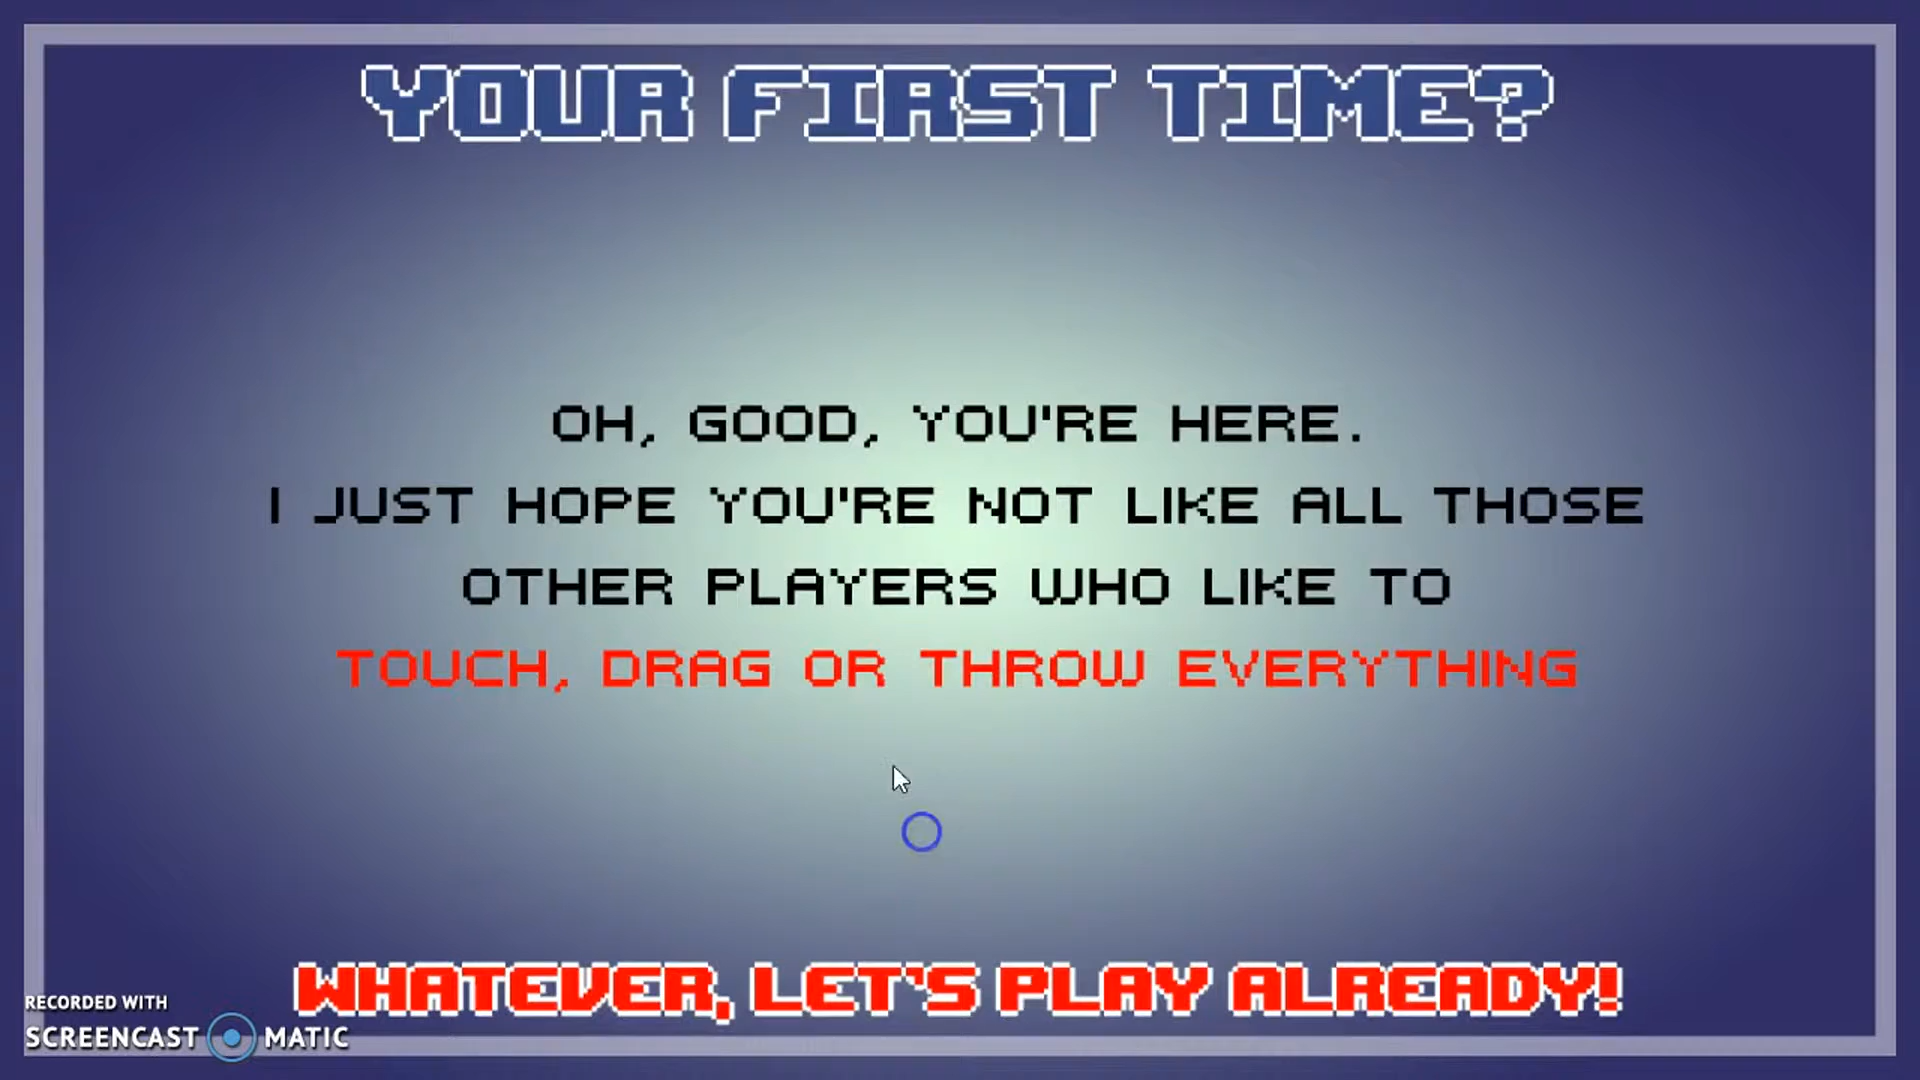 YOUR FIRST TIME?
OH, GOOD, YOU'RE HERE.
I JUST HOPE YOU'RE NOT LIKE ALL THOSE
OTHER PLAYERS WHO LIKE TO
TOUCH, DRAG OR THROW EVERYTHING
WHATEVER, LET'S PLAY ALREADY!
RECORDED WITH
SCREENCAST MATIC